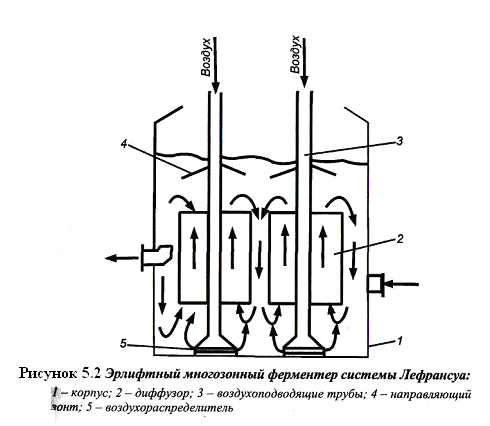 Воздух
Воздух
4
3
2
5
1
Рисунок 5.2 Эрлифтный многозонный ферментер системы Лефрансуа:
1 – корпус; 2 – диффузор; 3 – воздухоподводящие трубы; 4 – направляющий
зонт; 5 – воздухораспределитель